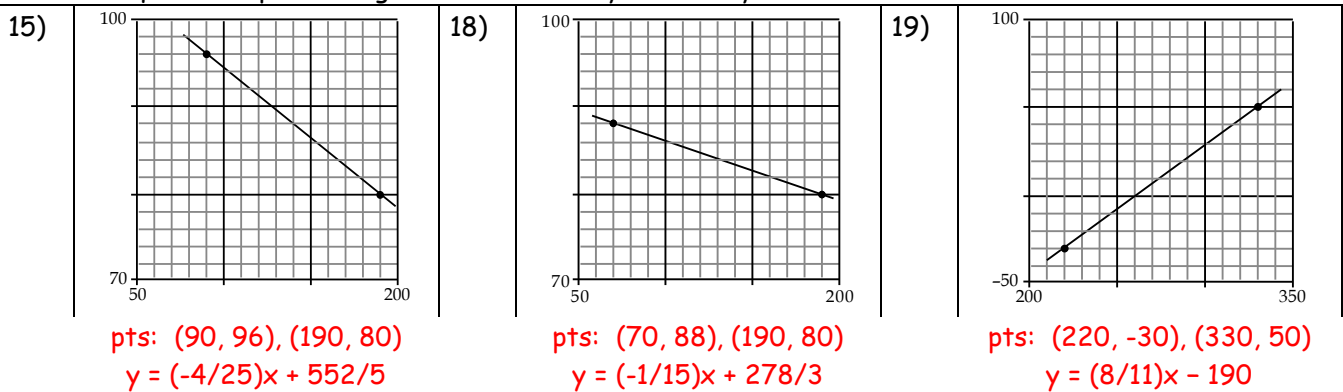 15)
100
70
50
200
pts: (90, 96), (190, 80)
y = (-4/25)x + 552/5
18)
100
70
50
200
pts: (70, 88), (190, 80)
y = (-1/15)x + 278/3
19)
100
–50
200
350
pts: (220, -30), (330, 50)
y = (8/11)x – 190